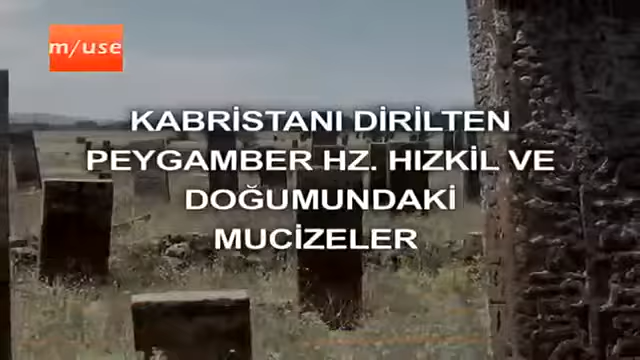 m/use
KABRİSTANI DİRİLTEN
PEYGAMBER HZ. HIZKİL VE
DOĞUMUNDAKİ
MUCİZELER